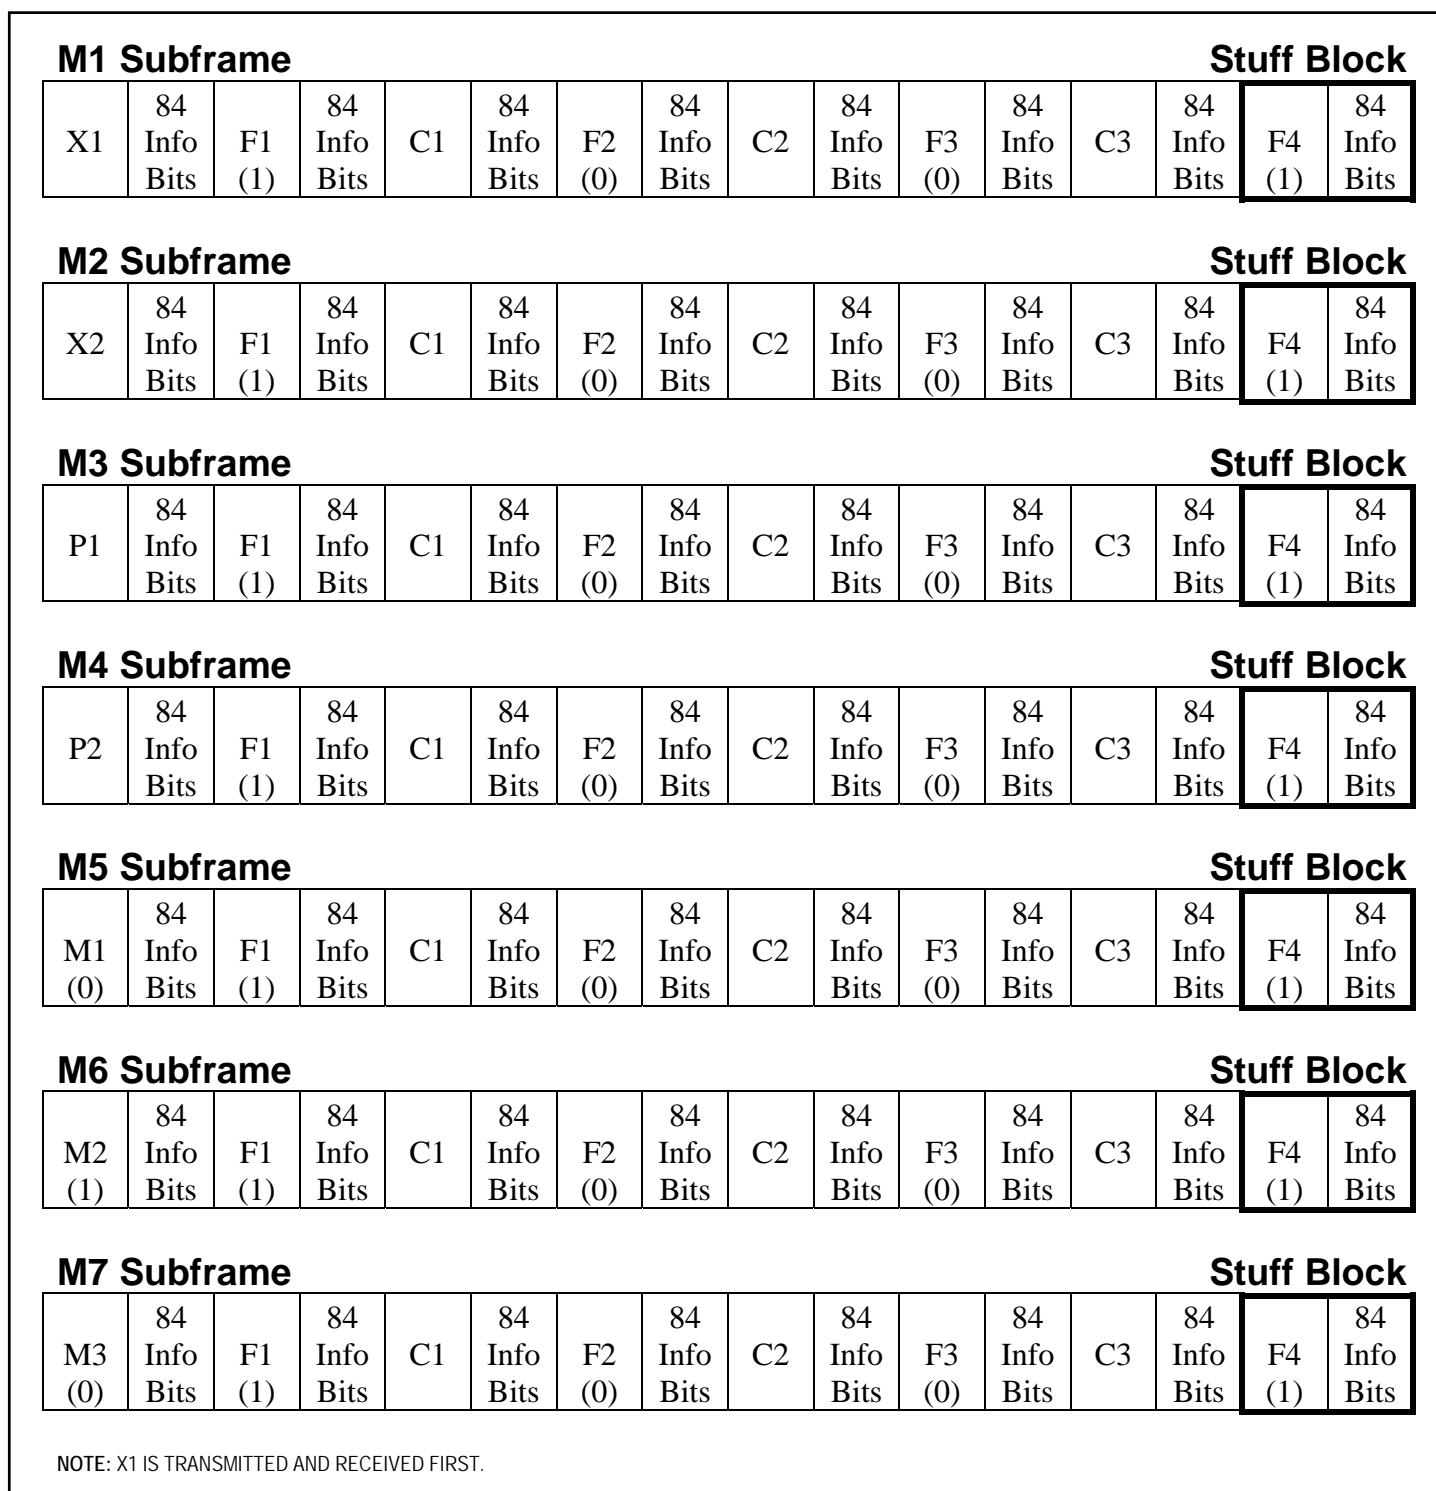 M1 Subframe Stuff Block
84 84 84 84 84 84 84 84
X1 Info F1 Info C1 Info F2 Info C2 Info F3 Info C3 Info F4 Info
Bits (1) Bits Bits (0) Bits Bits (0) Bits Bits (1) Bits
M2 Subframe Stuff Block
84 84 84 84 84 84 84 84
X2 Info F1 Info C1 Info F2 Info C2 Info F3 Info C3 Info F4 Info
Bits (1) Bits Bits (0) Bits Bits (0) Bits Bits (1) Bits
M3 Subframe Stuff Block
84 84 84 84 84 84 84 84
P1 Info F1 Info C1 Info F2 Info C2 Info F3 Info C3 Info F4 Info
Bits (1) Bits Bits (0) Bits Bits (0) Bits Bits (1) Bits
M4 Subframe Stuff Block
84 84 84 84 84 84 84 84
P2 Info F1 Info C1 Info F2 Info C2 Info F3 Info C3 Info F4 Info
Bits (1) Bits Bits (0) Bits Bits (0) Bits Bits (1) Bits
M5 Subframe Stuff Block
84 84 84 84 84 84 84 84
M1 Info F1 Info C1 Info F2 Info C2 Info F3 Info C3 Info F4 Info
(0) Bits (1) Bits Bits (0) Bits Bits (0) Bits Bits (1) Bits
M6 Subframe Stuff Block
84 84 84 84 84 84 84 84
M2 Info F1 Info C1 Info F2 Info C2 Info F3 Info C3 Info F4 Info
(1) Bits (1) Bits Bits (0) Bits Bits (0) Bits Bits (1) Bits
M7 Subframe Stuff Block
84 84 84 84 84 84 84 84
M3 Info F1 Info C1 Info F2 Info C2 Info F3 Info C3 Info F4 Info
(0) Bits (1) Bits Bits (0) Bits Bits (0) Bits Bits (1) Bits
NOTE: X1 IS TRANSMITTED AND RECEIVED FIRST.